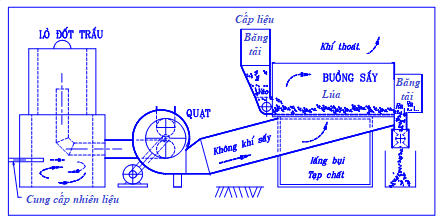 Cấp liệu
LÒ ĐỐT TRẤU
Băng
tải
Khí thoát.
BUỒNG SẤY
Lúa
Băng
tải
QUẠT
Không khí sấy
lắng bụi
Tạp chất
Cung cấp nhiên liệu